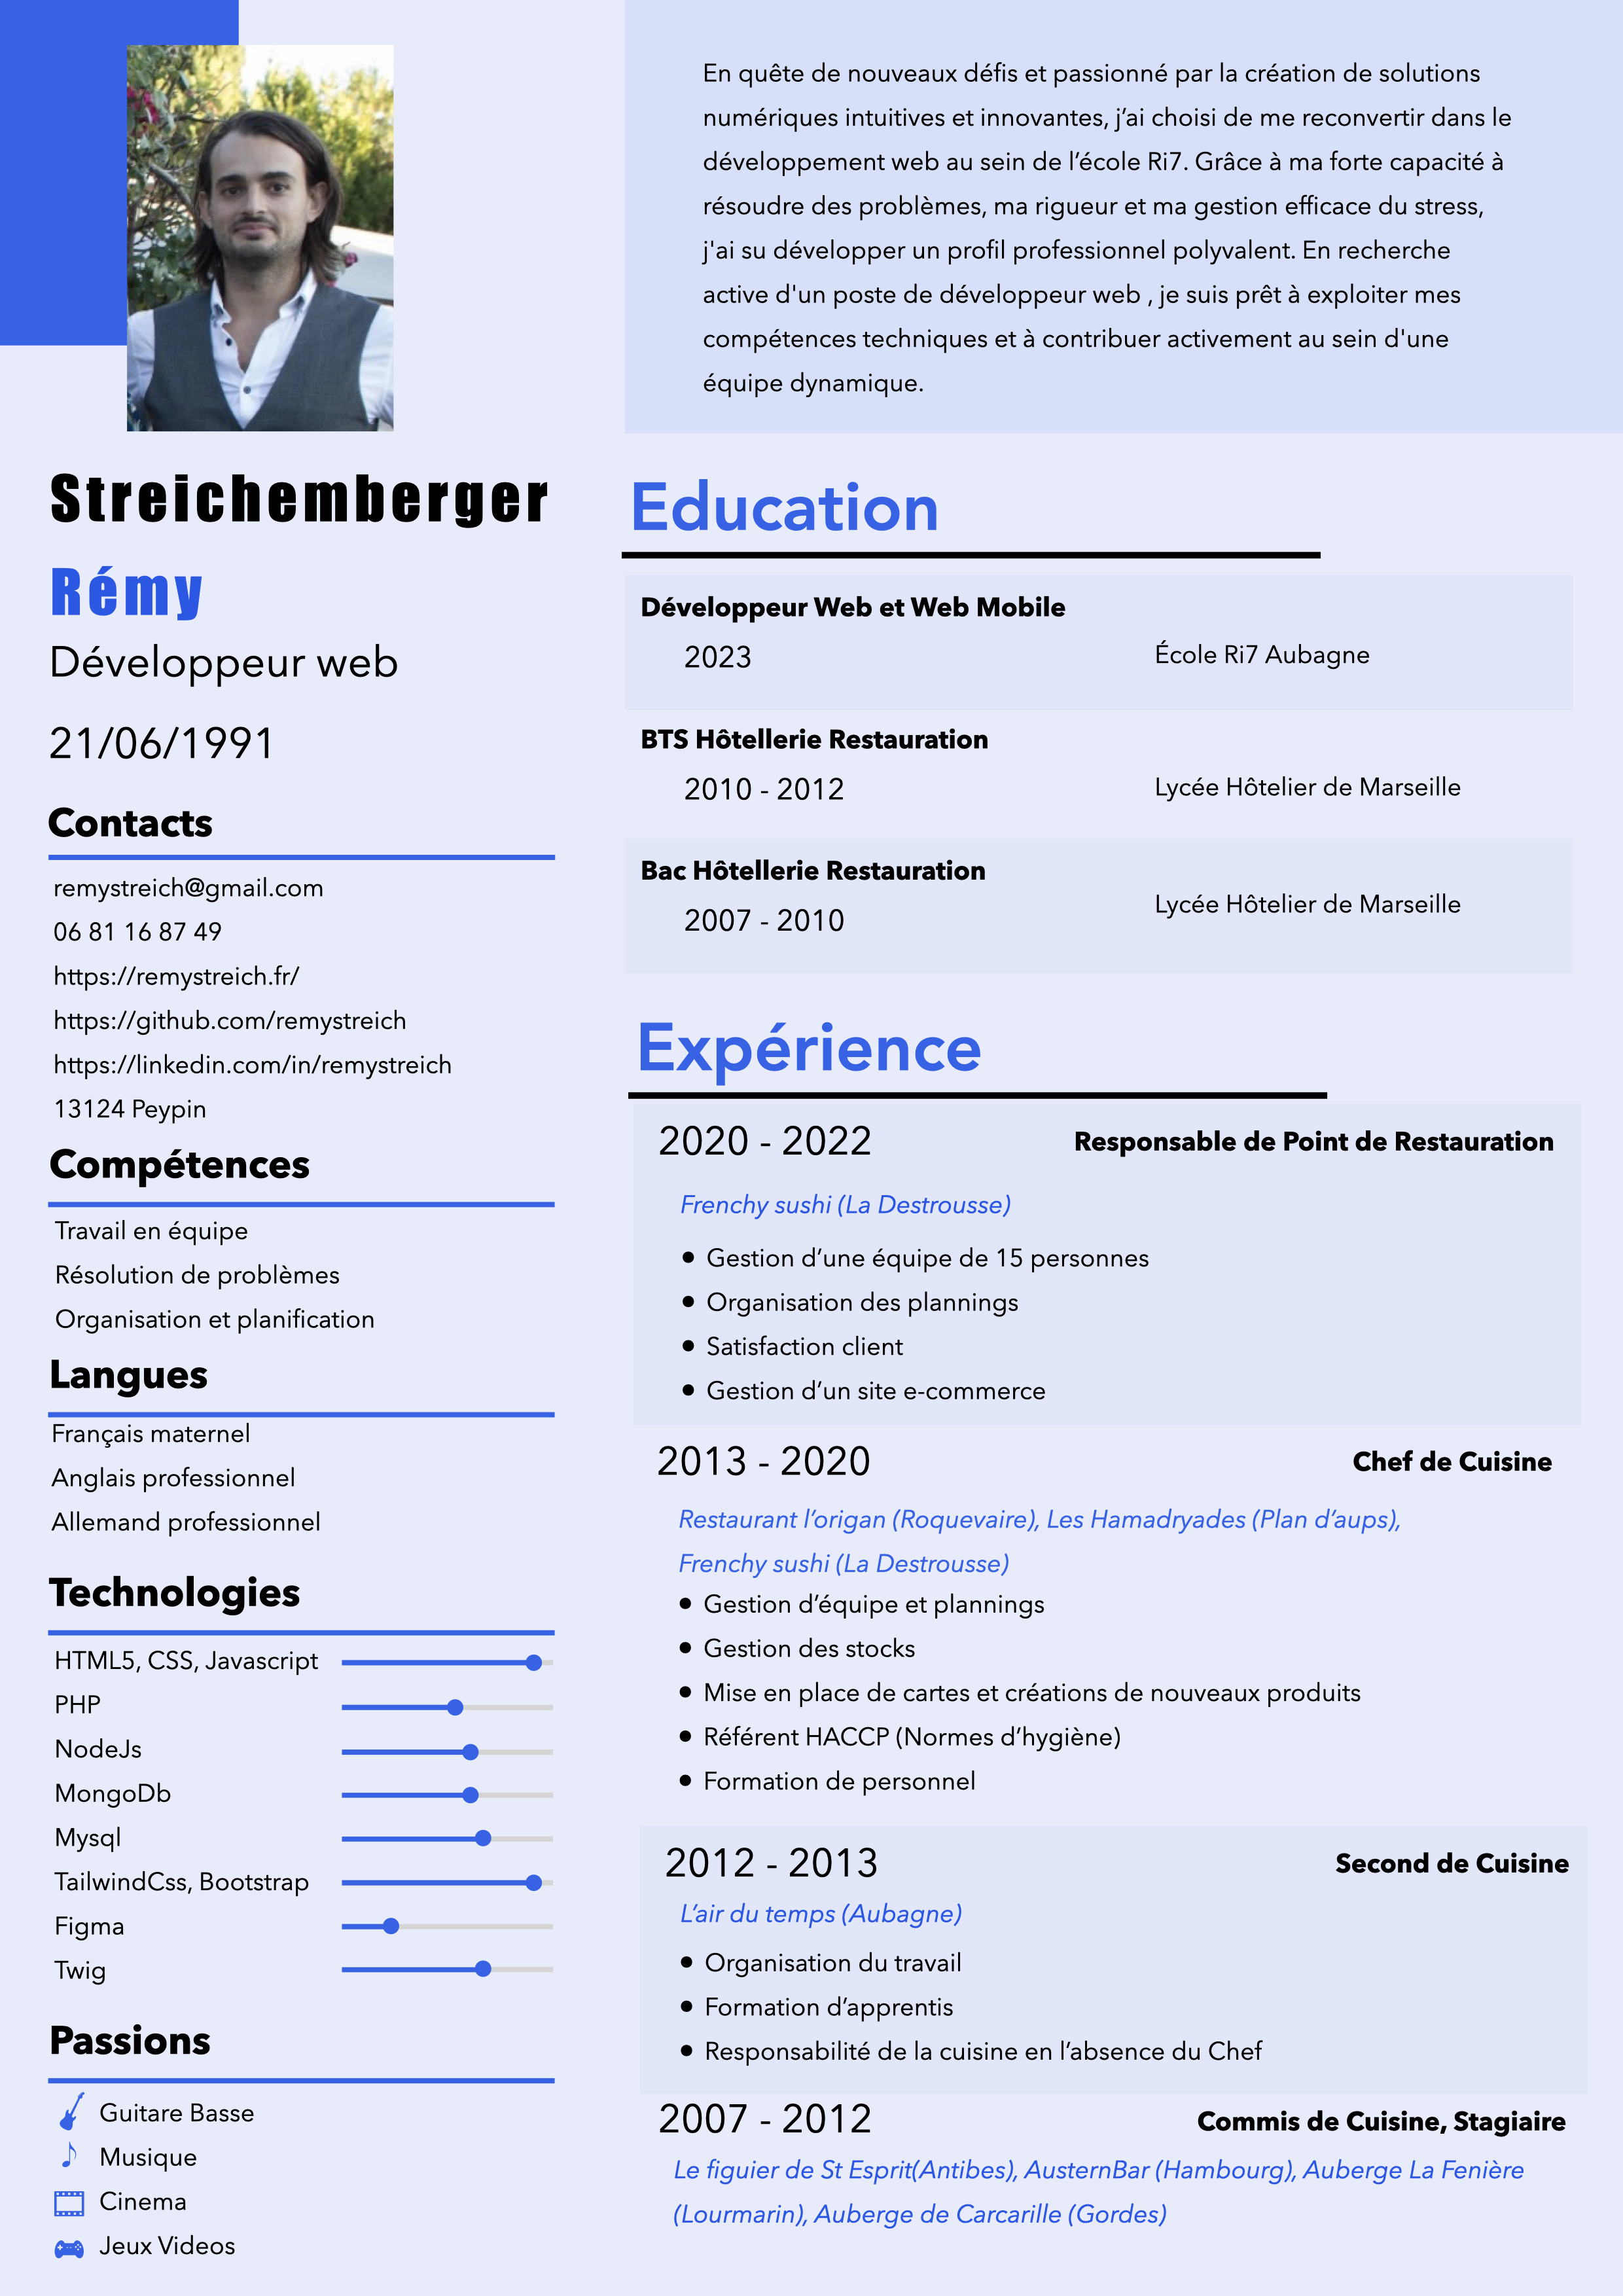 En quête de nouveaux défis et passionné par la création de solutions
numériques intuitives et innovantes, j’ai choisi de me reconvertir dans le
développement web au sein de l’école Ri7. Grâce à ma forte capacité à
résoudre des problèmes, ma rigueur et ma gestion efficace du stress,
j'ai su développer un profil professionnel polyvalent. En recherche
active d'un poste de développeur web , je suis prêt à exploiter mes
compétences techniques et à contribuer activement au sein d'une
équipe dynamique.
Streichemberger
Rémy
Développeur web
21/06/1991
Contacts
remystreich@gmail.com
06 81 16 87 49
https://remystreich.fr/
https://github.com/remystreich
https://linkedin.com/in/remystreich
13124 Peypin
Compétences
Travail en équipe
Résolution de problèmes
Organisation et planification
Langues
Français maternel
Anglais professionnel
Allemand professionnel
Technologies
HTML5, CSS, Javascript
PHP
NodeJs
MongoDb
Mysql
TailwindCss, Bootstrap
Figma
Twig
Passions
Guitare Basse
Musique
Cinema
Jeux Videos
Education
Développeur Web et Web Mobile
2023 École Ri7 Aubagne
BTS Hôtellerie Restauration
2010 - 2012 Lycée Hôtelier de Marseille
Bac Hôtellerie Restauration
2007 - 2010 Lycée Hôtelier de Marseille
Expérience
2020 - 2022 Responsable de Point de Restauration
Frenchy sushi (La Destrousse)
• Gestion d’une équipe de 15 personnes
• Organisation des plannings
• Satisfaction client
• Gestion d’un site e-commerce
2013 - 2020 Chef de Cuisine
Restaurant l’origan (Roquevaire), Les Hamadryades (Plan d’aups),
Frenchy sushi (La Destrousse)
• Gestion d’équipe et plannings
• Gestion des stocks
• Mise en place de cartes et créations de nouveaux produits
• Référent HACCP (Normes d’hygiène)
• Formation de personnel
2012 - 2013 Second de Cuisine
L’air du temps (Aubagne)
• Organisation du travail
• Formation d’apprentis
• Responsabilité de la cuisine en l’absence du Chef
2007 - 2012 Commis de Cuisine, Stagiaire
Le figuier de St Esprit(Antibes), AusternBar (Hambourg), Auberge La Fenière
(Lourmarin), Auberge de Carcarille (Gordes)